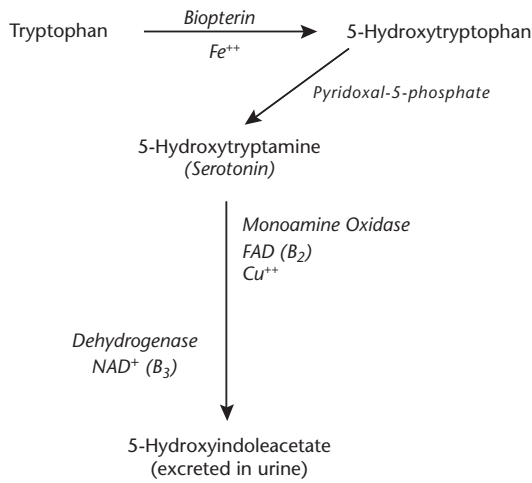 Tryptophan
Biopterin
Fe⁺⁺
5-Hydroxytryptophan
Pyridoxal-5-phosphate
5-Hydroxytryptamine
(Serotonin)
Monoamine Oxidase
FAD (B₂)
Cu⁺⁺
Dehydrogenase
NAD⁺ (B₃)
5-Hydroxyindoleacetate
(excreted in urine)